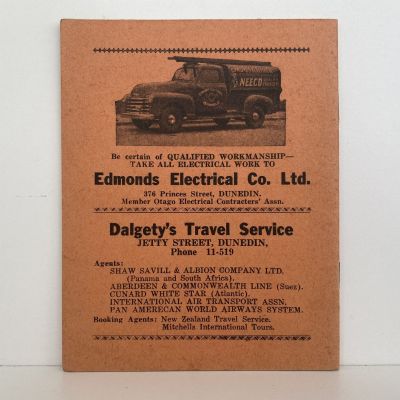 NEECO
Be certain of QUALIFIED WORKMANSHIP—
TAKE ALL ELECTRICAL WORK TO
Edmonds Electrical Co. Ltd.
376 Princes Street, DUNEDIN.
Member Otago Electrical Contractors' Assn.
Dalgety's Travel Service
JETTY STREET, DUNEDIN,
Phone 11-519
Agents:
SHAW SAVILL & ALBION COMPANY LTD.
(Panama and South Africa).
ABERDEEN & COMMONWEALTH LINE (Suez).
CUNARD WHITE STAR (Atlantic).
INTERNATIONAL AIR TRANSPORT ASSN.
PAN AMERECAN WORLD AIRWAYS SYSTEM.
Booking Agents: New Zealand Travel Service.
Mitchells International Tours.